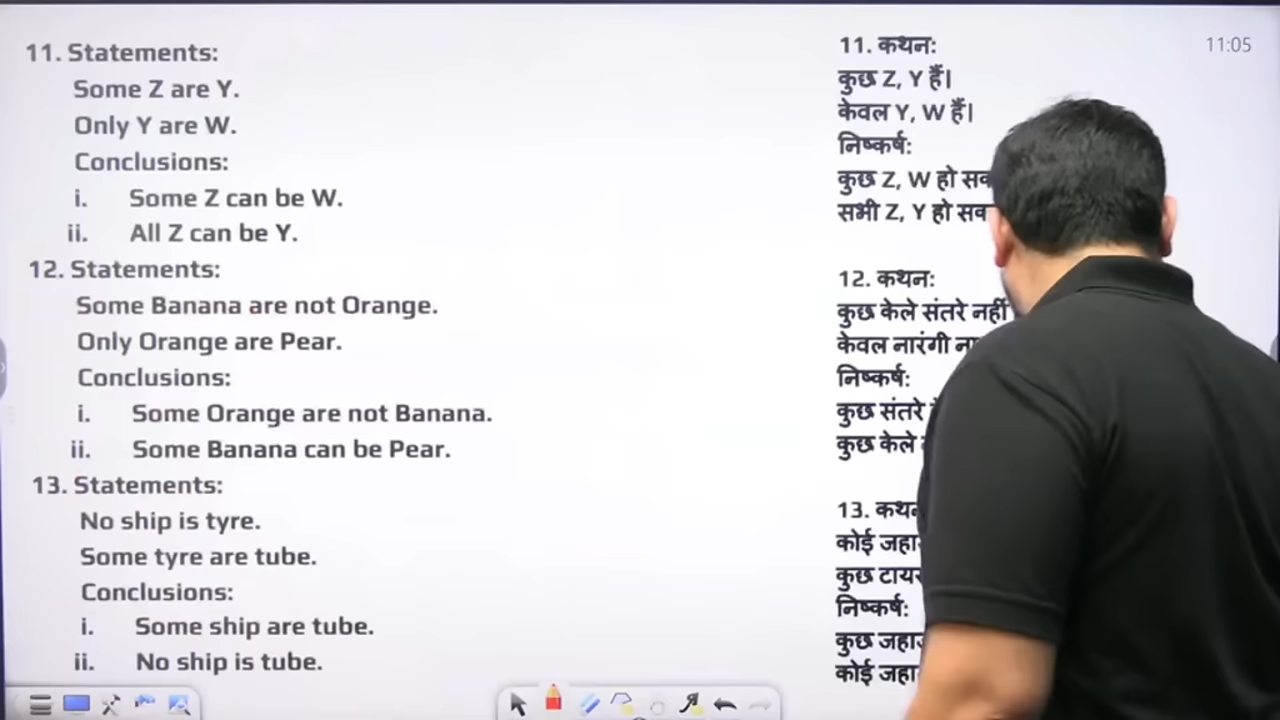 11. Statements:
Some Z are Y.
Only Y are W.
Conclusions:
i. Some Z can be W.
ii. All Z can be Y.
12. Statements:
Some Banana are not Orange.
Only Orange are Pear.
Conclusions:
i. Some Orange are not Banana.
ii. Some Banana can be Pear.
13. Statements:
No ship is tyre.
Some tyre are tube.
Conclusions:
i. Some ship are tube.
ii. No ship is tube.
11. कथन:
कुछ Z, Y हैं।
केवल Y, W हैं।
निष्कर्ष:
कुछ Z, W हो
सभी Z, Y हो
12. कथन:
कुछ केले संतरे नहीं
केवल नारंगी
निष्कर्ष:
कुछ संतरे
कुछ केले
13.
कोई
कुछ
निष्कर्ष:
कुछ
कोई
11:05